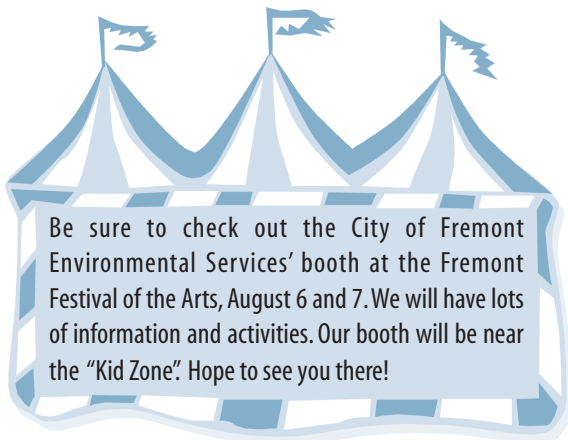 Be sure to check out the City of Fremont
Environmental Services’ booth at the Fremont
Festival of the Arts, August 6 and 7. We will have lots
of information and activities. Our booth will be near
the “Kid Zone”. Hope to see you there!